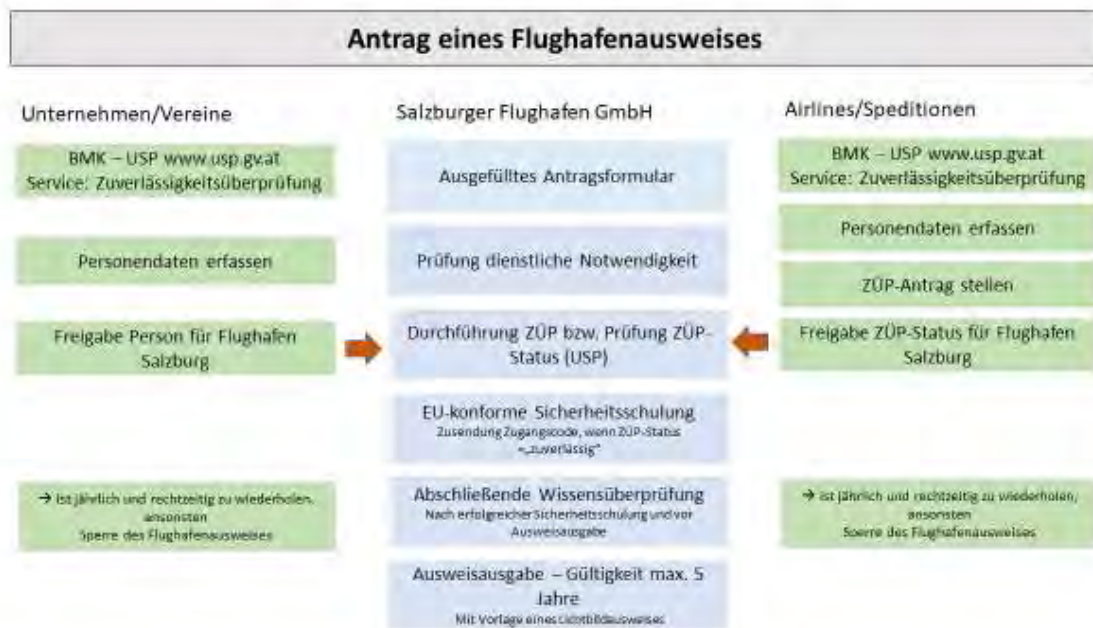 Antrag eines Flughafenausweises
Unternehmen/Vereine
BMK – USP www.usp.gv.at
Service: Zuverlässigkeitsüberprüfung
Personendaten erfassen
Freigabe Person für Flughafen
Salzburg
→ ist jährlich und rechtzeitig zu wiederholen,
ansonsten
Sperre des Flughafenausweises
Salzburger Flughafen GmbH
Ausgefülltes Antragsformular
Prüfung dienstliche Notwendigkeit
Durchführung ZÜP bzw. Prüfung ZÜP-
Status (USP)
EU-konforme Sicherheitsschulung
Zusendung Zugangscode, wenn ZÜP-Status
=„zuverlässig“
Abschließende Wissensüberprüfung
Nach erfolgreicher Sicherheitsschulung und vor
Ausweisausgabe
Ausweisausgabe – Gültigkeit max. 5
Jahre
Mit Vorlage eines Lichtbildausweises
Airlines/Speditionen
BMK – USP www.usp.gv.at
Service: Zuverlässigkeitsüberprüfung
Personendaten erfassen
ZÜP-Antrag stellen
Freigabe ZÜP-Status für Flughafen
Salzburg
→ ist jährlich und rechtzeitig zu wiederholen,
ansonsten
Sperre des Flughafenausweises